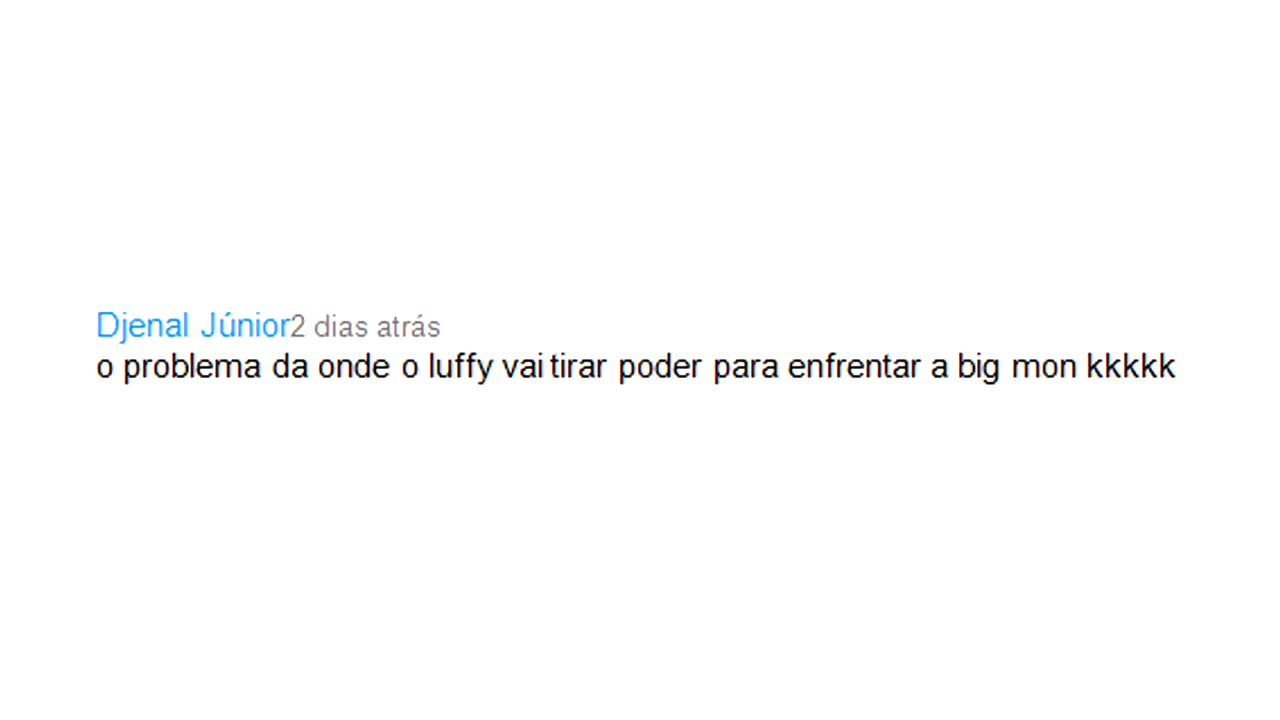 Djenal Júnior2 dias atrás
o problema da onde o luffy vai tirar poder para enfrentar a big mon kkkkk